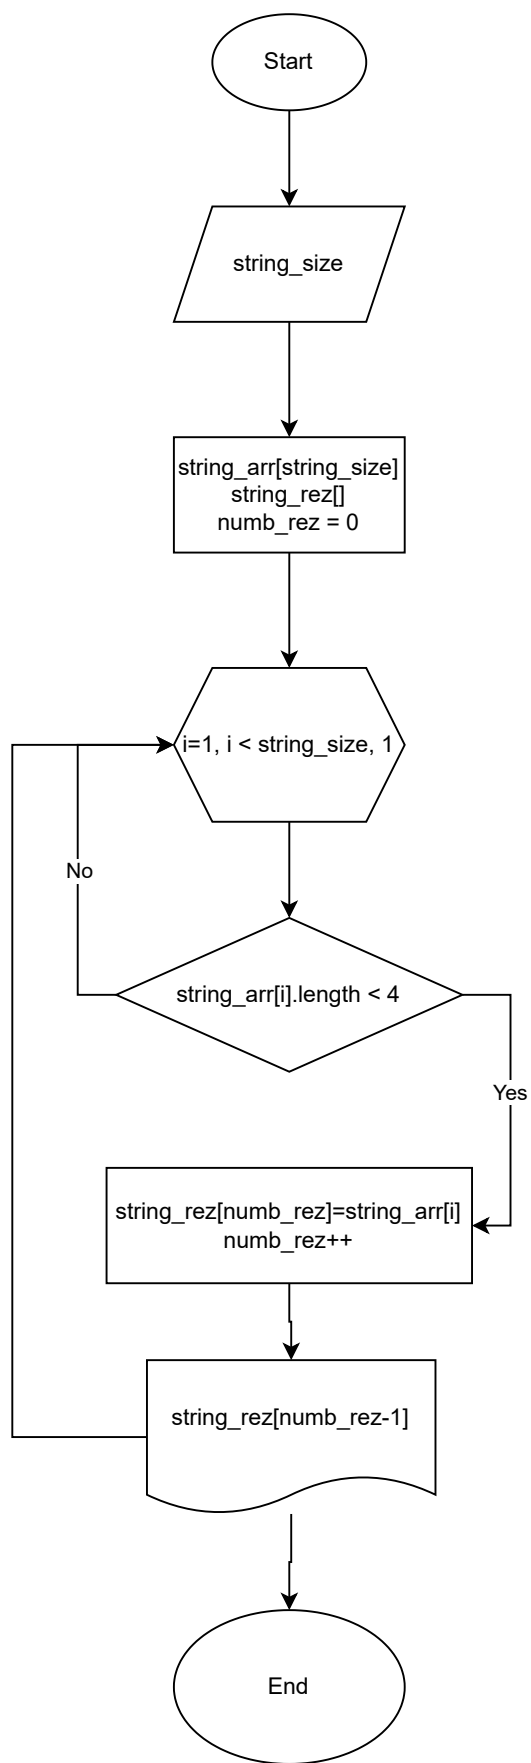 Start
string_size
string_arr[string_size]
string_rez[]
numb_rez = 0
i=1, i < string_size, 1
No
string_arr[i].length < 4
Yes
string_rez[numb_rez]=string_arr[i]
numb_rez++
string_rez[numb_rez-1]
End